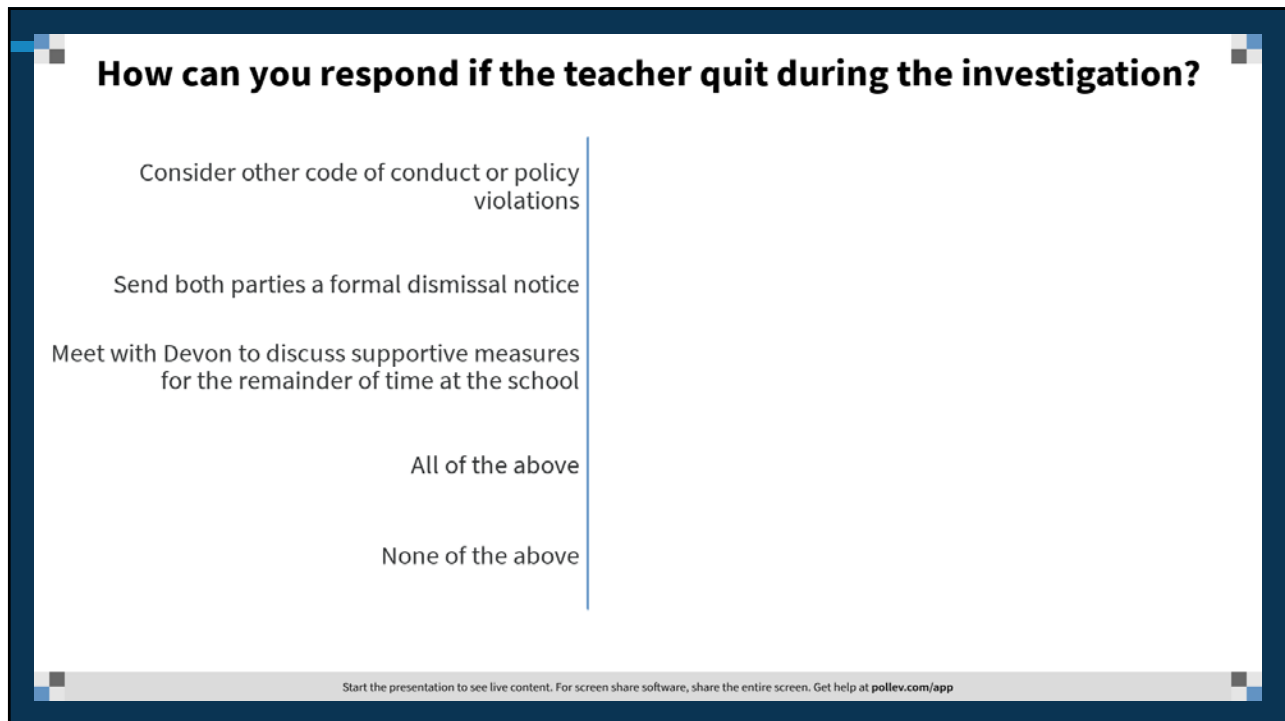 How can you respond if the teacher quit during the investigation?
Consider other code of conduct or policy
violations
Send both parties a formal dismissal notice
Meet with Devon to discuss supportive measures
for the remainder of time at the school
All of the above
None of the above
Start the presentation to see live content. For screen share software, share the entire screen. Get help at pollev.com/app